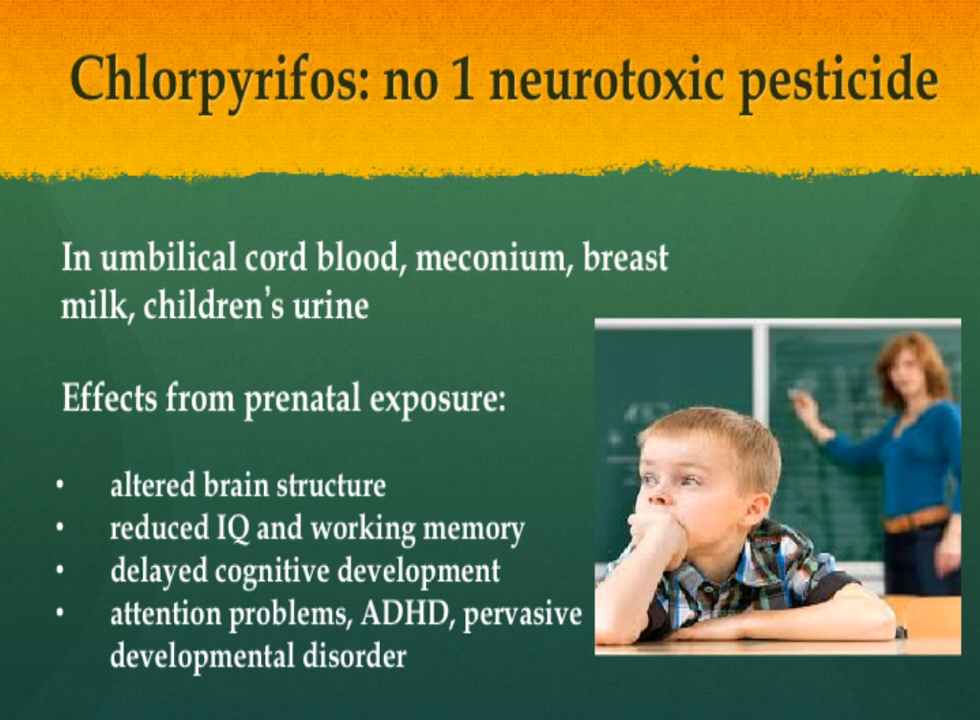 Chlorpyrifos: no 1 neurotoxic pesticide
In umbilical cord blood, meconium, breast
milk, children's urine
Effects from prenatal exposure:
• altered brain structure
• reduced IQ and working memory
• delayed cognitive development
• attention problems, ADHD, pervasive
developmental disorder